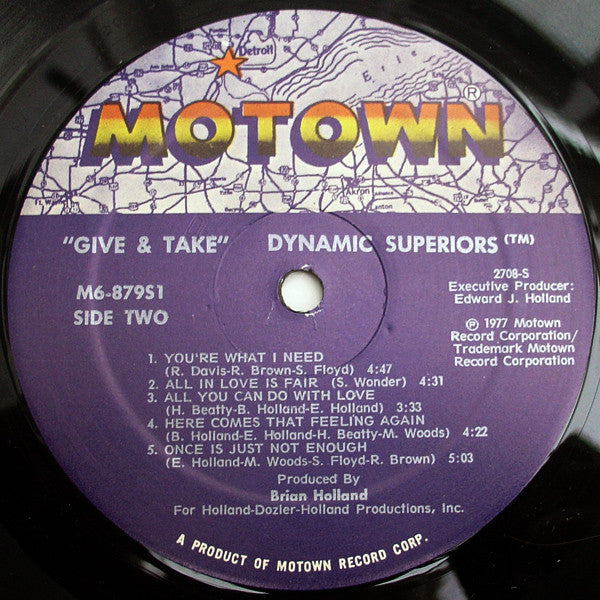 Detroit
Erie
MOTOWN®
Akron
Canton
"GIVE & TAKE" DYNAMIC SUPERIORS (TM)
2708-S
Executive Producer:
Edward J. Holland
M6-879S1
SIDE TWO
℗ 1977 Motown
Record Corporation/
Trademark Motown
Record Corporation
1. YOU'RE WHAT I NEED
(R. Davis-R. Brown-S. Floyd) 4:47
2. ALL IN LOVE IS FAIR (S. Wonder) 4:31
3. ALL YOU CAN DO WITH LOVE
(H. Beatty-B. Holland-E. Holland) 3:33
4. HERE COMES THAT FEELING AGAIN
(B. Holland-E. Holland-H. Beatty-M. Woods) 4:22
5. ONCE IS JUST NOT ENOUGH
(E. Holland-M. Woods-S. Floyd-R. Brown) 5:03
Produced By
Brian Holland
For Holland-Dozier-Holland Productions, Inc.
A PRODUCT OF MOTOWN RECORD CORP.